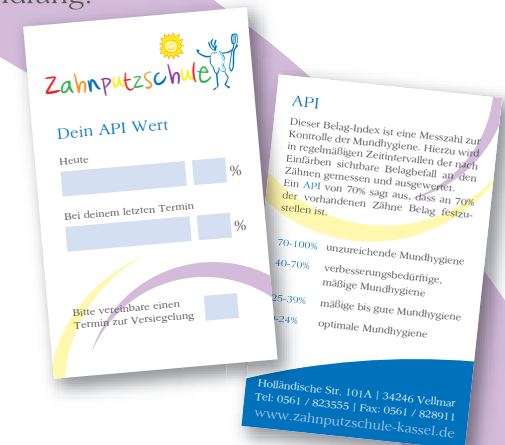 Zahnputzschule
Dein API Wert
Heute
%
Bei deinem letzten Termin
%
Bitte vereinbare einen
Termin zur Versiegelung
API
Dieser Belag-Index ist eine Messzahl zur
Kontrolle der Mundhygiene. Hierzu wird
in regelmäßigen Zeitintervallen der nach
Einfärben sichtbare Belagbefall an den
Zähnen gemessen und ausgewertet.
Ein API von 70% sagt aus, dass an 70%
der vorhandenen Zähne Belag festzu-
stellen ist.
70-100% unzureichende Mundhygiene
40-70% verbesserungsbedürftige,
mäßige Mundhygiene
25-39% mäßige bis gute Mundhygiene
-24% optimale Mundhygiene
Holländische Str. 101A | 34246 Vellmar
Tel: 0561 / 823555 | Fax: 0561 / 828911
www.zahnputzschule-kassel.de